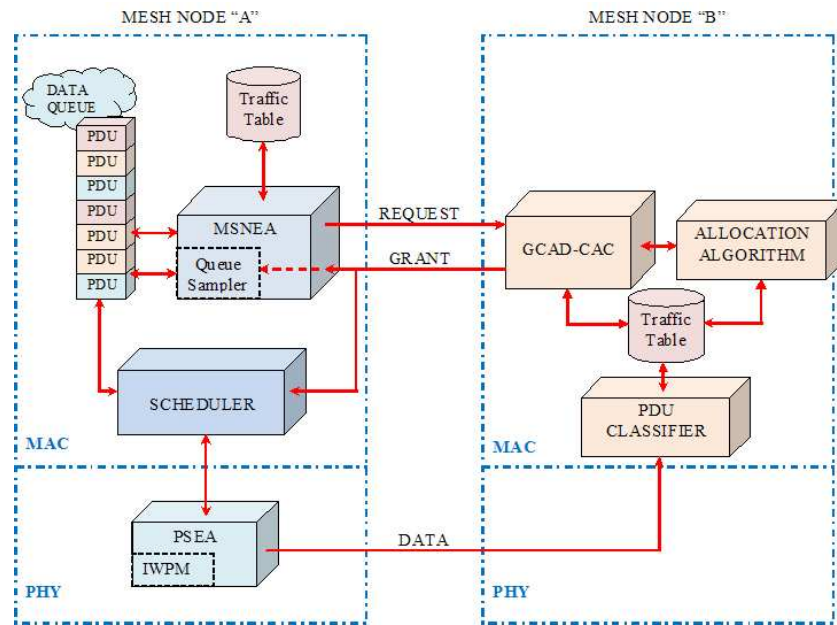 MESH NODE “A”
MESH NODE “B”
DATA
QUEUE
PDU
PDU
PDU
PDU
PDU
PDU
PDU
Traffic
Table
MSNEA
Queue
Sampler
REQUEST
GRANT
GCAD-CAC
ALLOCATION
ALGORITHM
Traffic
Table
SCHEDULER
PDU
CLASSIFIER
MAC
MAC
PSEA
IWPM
DATA
PHY
PHY